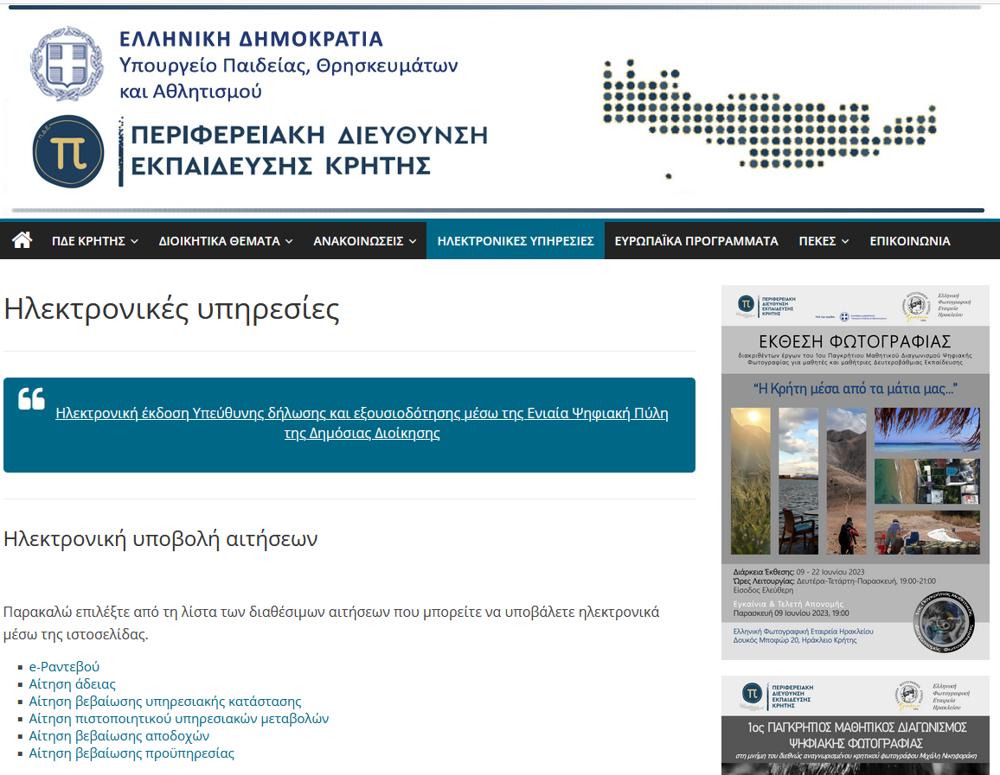 ΕΛΛΗΝΙΚΗ ΔΗΜΟΚΡΑΤΙΑ
Υπουργείο Παιδείας, Θρησκευμάτων
και Αθλητισμού
Π.Δ.Ε.
π
ΠΕΡΙΦΕΡΕΙΑΚΗ ΔΙΕΥΘΥΝΣΗ
ΕΚΠΑΙΔΕΥΣΗΣ ΚΡΗΤΗΣ
ΠΔΕ ΚΡΗΤΗΣ ΔΙΟΙΚΗΤΙΚΑ ΘΕΜΑΤΑ ΑΝΑΚΟΙΝΩΣΕΙΣ ΗΛΕΚΤΡΟΝΙΚΕΣ ΥΠΗΡΕΣΙΕΣ ΕΥΡΩΠΑΪΚΑ ΠΡΟΓΡΑΜΜΑΤΑ ΠΕΚΕΣ ΕΠΙΚΟΙΝΩΝΙΑ
Ηλεκτρονικές υπηρεσίες
Ηλεκτρονική έκδοση Υπεύθυνης δήλωσης και εξουσιοδότησης μέσω της Ενιαία Ψηφιακή Πύλη
της Δημόσιας Διοίκησης
Ηλεκτρονική υποβολή αιτήσεων
Παρακαλώ επιλέξτε από τη λίστα των διαθέσιμων αιτήσεων που μπορείτε να υποβάλετε ηλεκτρονικά
μέσω της ιστοσελίδας.
e-Ραντεβού
Αίτηση άδειας
Αίτηση βεβαίωσης υπηρεσιακής κατάστασης
Αίτηση πιστοποιητικού υπηρεσιακών μεταβολών
Αίτηση βεβαίωσης αποδοχών
Αίτηση βεβαίωσης προϋπηρεσίας
π
ΠΕΡΙΦΕΡΕΙΑΚΗ
ΔΙΕΥΘΥΝΣΗ
ΕΚΠΑΙΔΕΥΣΗΣ
ΚΡΗΤΗΣ
Ελληνική
Φωτογραφική
Εταιρεία
Ηρακλείου
ΕΚΘΕΣΗ ΦΩΤΟΓΡΑΦΙΑΣ
διακριθέντων έργων του 1ου Παγκρήτιου Μαθητικού Διαγωνισμού Ψηφιακής
Φωτογραφίας για μαθητές και μαθήτριες Δευτεροβάθμιας Εκπαίδευσης
“Η Κρήτη μέσα από τα μάτια μας...”
Διάρκεια Έκθεσης: 09 - 22 Ιουνίου 2023
Ώρες Λειτουργίας: Δευτέρα-Τετάρτη-Παρασκευή, 19:00-21:00
Είσοδος Ελεύθερη
Εγκαίνια & Τελετή Απονομής
Παρασκευή 09 Ιουνίου 2023, 19:00
Ελληνική Φωτογραφική Εταιρεία Ηρακλείου
Δουκός Μποφώρ 20, Ηράκλειο Κρήτης
π
ΠΕΡΙΦΕΡΕΙΑΚΗ
ΔΙΕΥΘΥΝΣΗ
ΕΚΠΑΙΔΕΥΣΗΣ
ΚΡΗΤΗΣ
Ελληνική
Φωτογραφική
Εταιρεία
Ηρακλείου
1ος ΠΑΓΚΡΗΤΙΟΣ ΜΑΘΗΤΙΚΟΣ ΔΙΑΓΩΝΙΣΜΟΣ
ΨΗΦΙΑΚΗΣ ΦΩΤΟΓΡΑΦΙΑΣ
στη μνήμη του διεθνώς αναγνωρισμένου κρητικού φωτογράφου Μιχάλη Νικηφοράκη